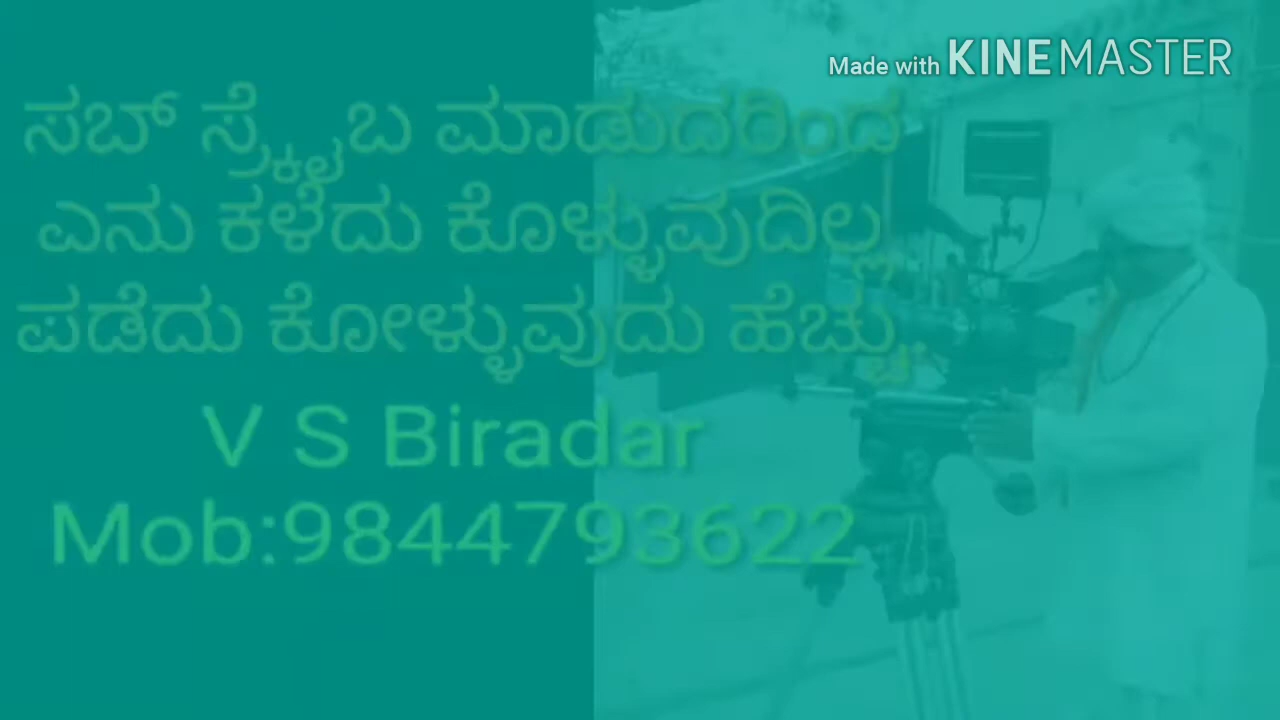 Made with KINEMASTER
ಸಬ್ ಸ್ರ್ಕೈಬ ಮಾಡುದರಿಂದ
ಎನು ಕಳೆದು ಕೊಳ್ಳುವುದಿಲ್ಲ
ಪಡೆದು ಕೋಳ್ಳುವುದು ಹೆಚ್ಚು.
V S Biradar
Mob:9844793622